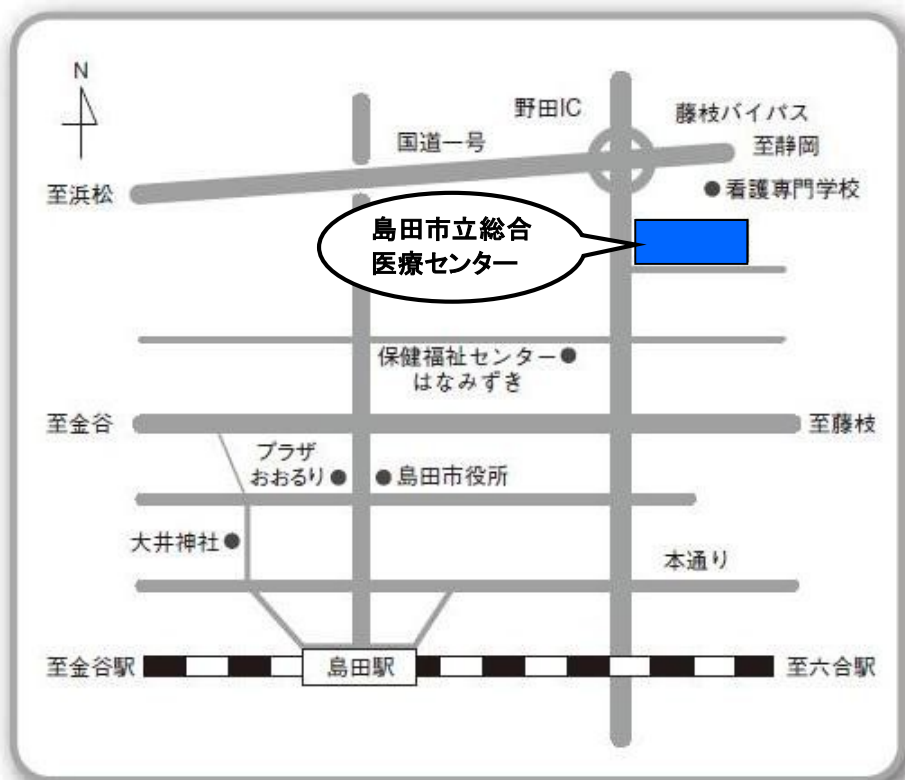 N
野田IC
藤枝バイパス
国道一号
至静岡
至浜松
看護専門学校
島田市立総合
医療センター
保健福祉センター
はなみずき
至金谷
至藤枝
プラザ
おおるり
島田市役所
大井神社
本通り
至金谷駅
島田駅
至六合駅